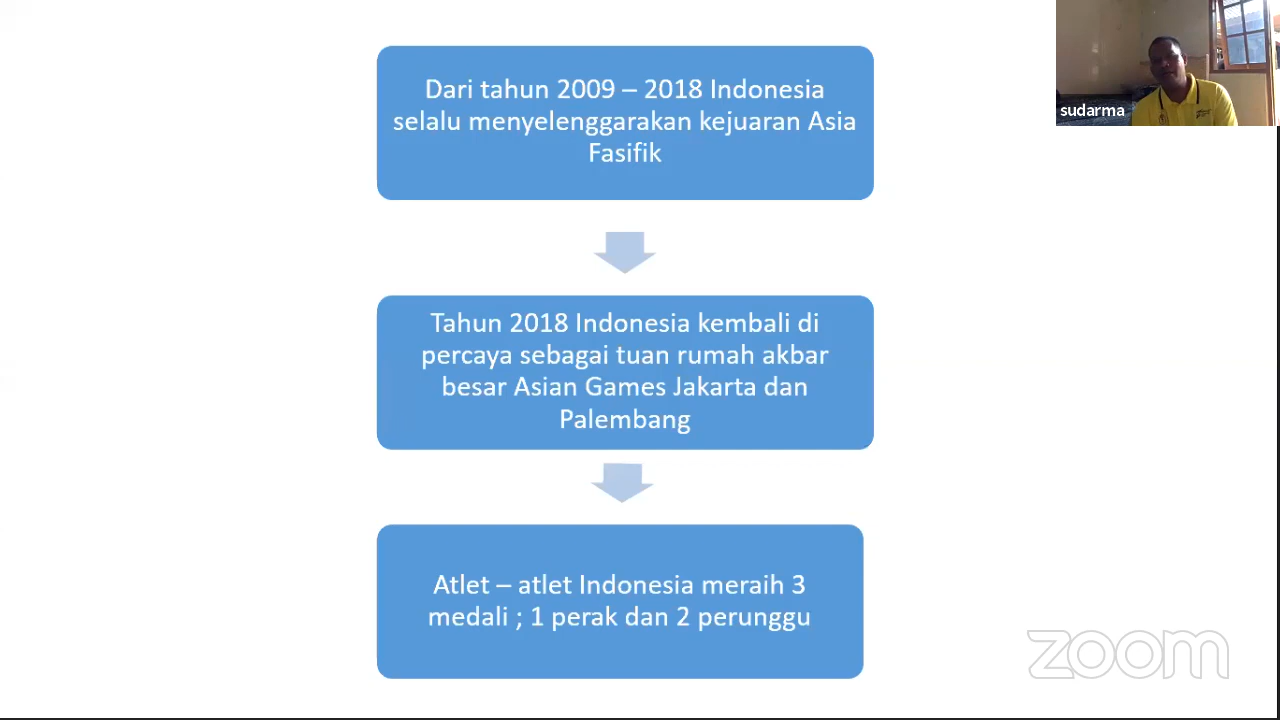 Dari tahun 2009 – 2018 Indonesia
selalu menyelenggarakan kejuaran Asia
Fasifik
sudarma
Tahun 2018 Indonesia kembali di
percaya sebagai tuan rumah akbar
besar Asian Games Jakarta dan
Palembang
Atlet – atlet Indonesia meraih 3
medali ; 1 perak dan 2 perunggu
zoom